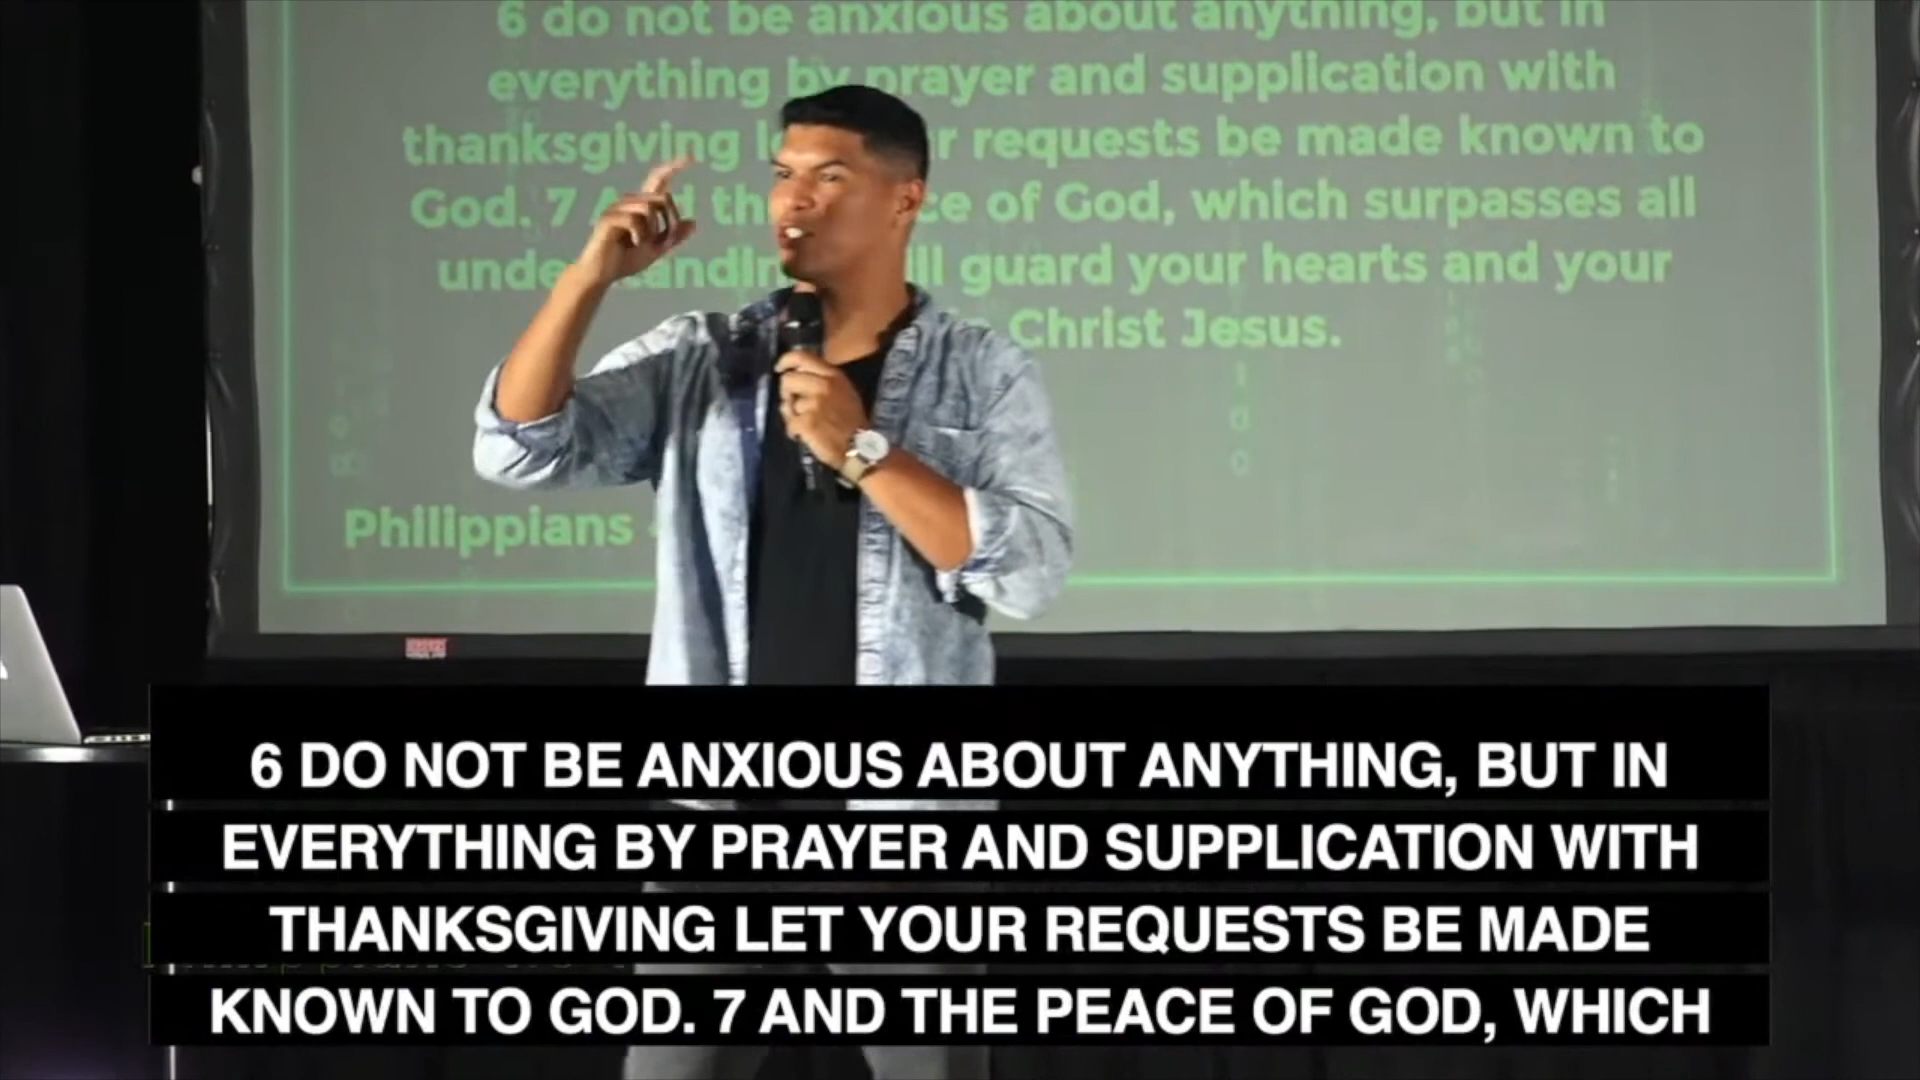 6 do not be anxious about anything, but in
everything by prayer and supplication with
thanksgiving requests be made known to
God. 7 of God, which surpasses all
guard your hearts and your
Christ Jesus.
Philippians
6 DO NOT BE ANXIOUS ABOUT ANYTHING, BUT IN
EVERYTHING BY PRAYER AND SUPPLICATION WITH
THANKSGIVING LET YOUR REQUESTS BE MADE
KNOWN TO GOD. 7 AND THE PEACE OF GOD, WHICH